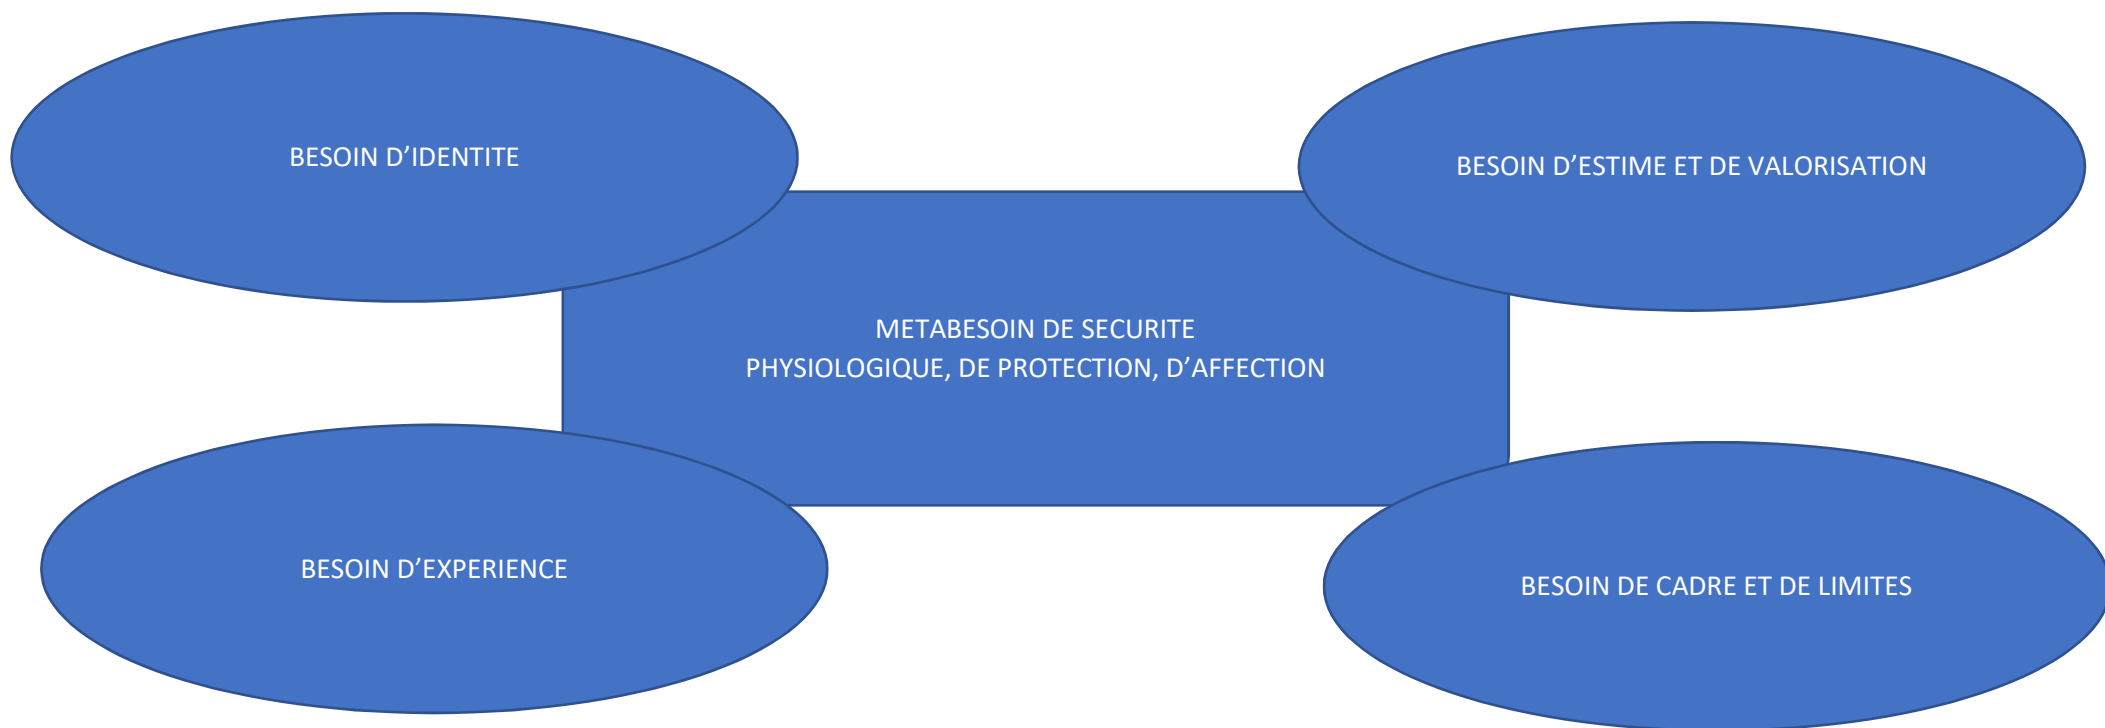 BESOIN D’IDENTITE
BESOIN D’ESTIME ET DE VALORISATION
METABESOIN DE SECURITE
PHYSIOLOGIQUE, DE PROTECTION, D’AFFECTION
BESOIN D’EXPERIENCE
BESOIN DE CADRE ET DE LIMITES